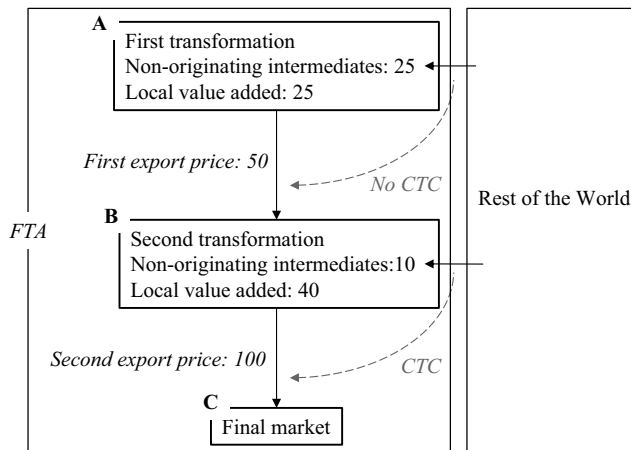 A
First transformation
Non-originating intermediates: 25
Local value added: 25
First export price: 50
No CTC
Rest of the World
FTA
B
Second transformation
Non-originating intermediates:10
Local value added: 40
Second export price: 100
CTC
C
Final market